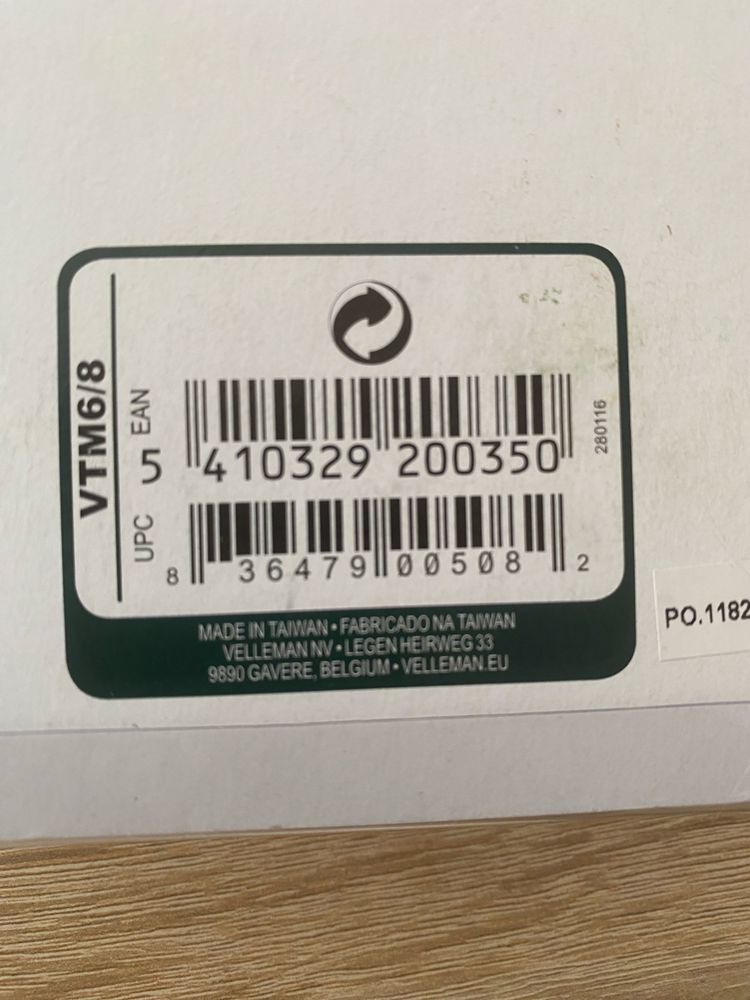 VTM6/8
EAN
5 410329 200350
280116
UPC
8 36479 00508 2
PO.1182
MADE IN TAIWAN • FABRICADO NA TAIWAN
VELLEMAN NV • LEGEN HEIRWEG 33
9890 GAVERE, BELGIUM • VELLEMAN.EU